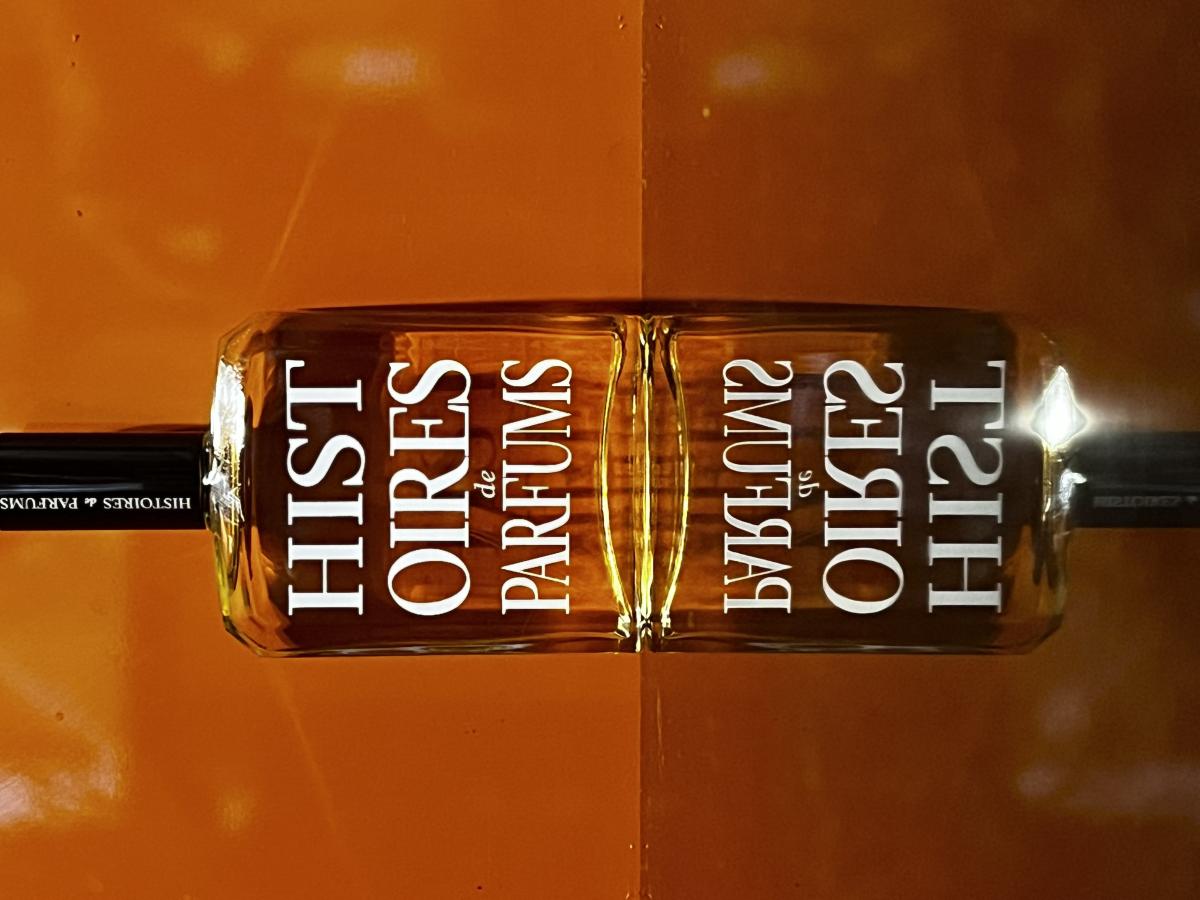 HIST
OIRES
de
PARFUMS
HISTOIRES de PARFUMS